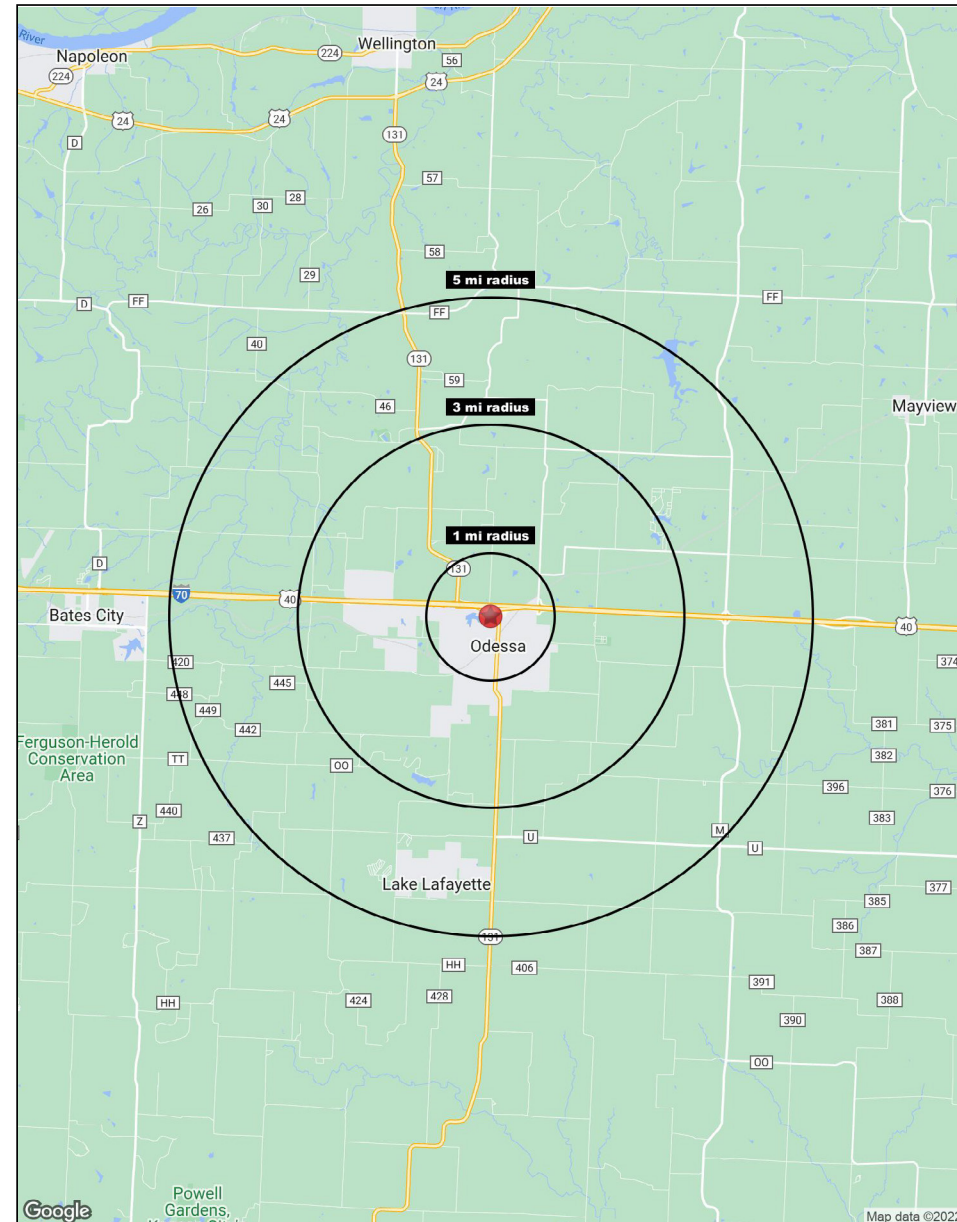 River
Wellington
Napoleon
224
56
224
24
24
24
131
D
57
28
26
30
58
29
5 mi radius
D
FF
FF
FF
40
131
59
46
3 mi radius
Mayview
1 mi radius
D
131
70
40
Bates City
40
Odessa
420
374
445
448
449
381
375
442
Ferguson-Herold
Conservation
Area
TT
OO
382
396
376
440
383
Z
M
437
U
U
Lake Lafayette
377
385
386
131
387
HH
406
391
HH
424
428
388
390
OO
Powell
Gardens,
Google
Map data ©2022